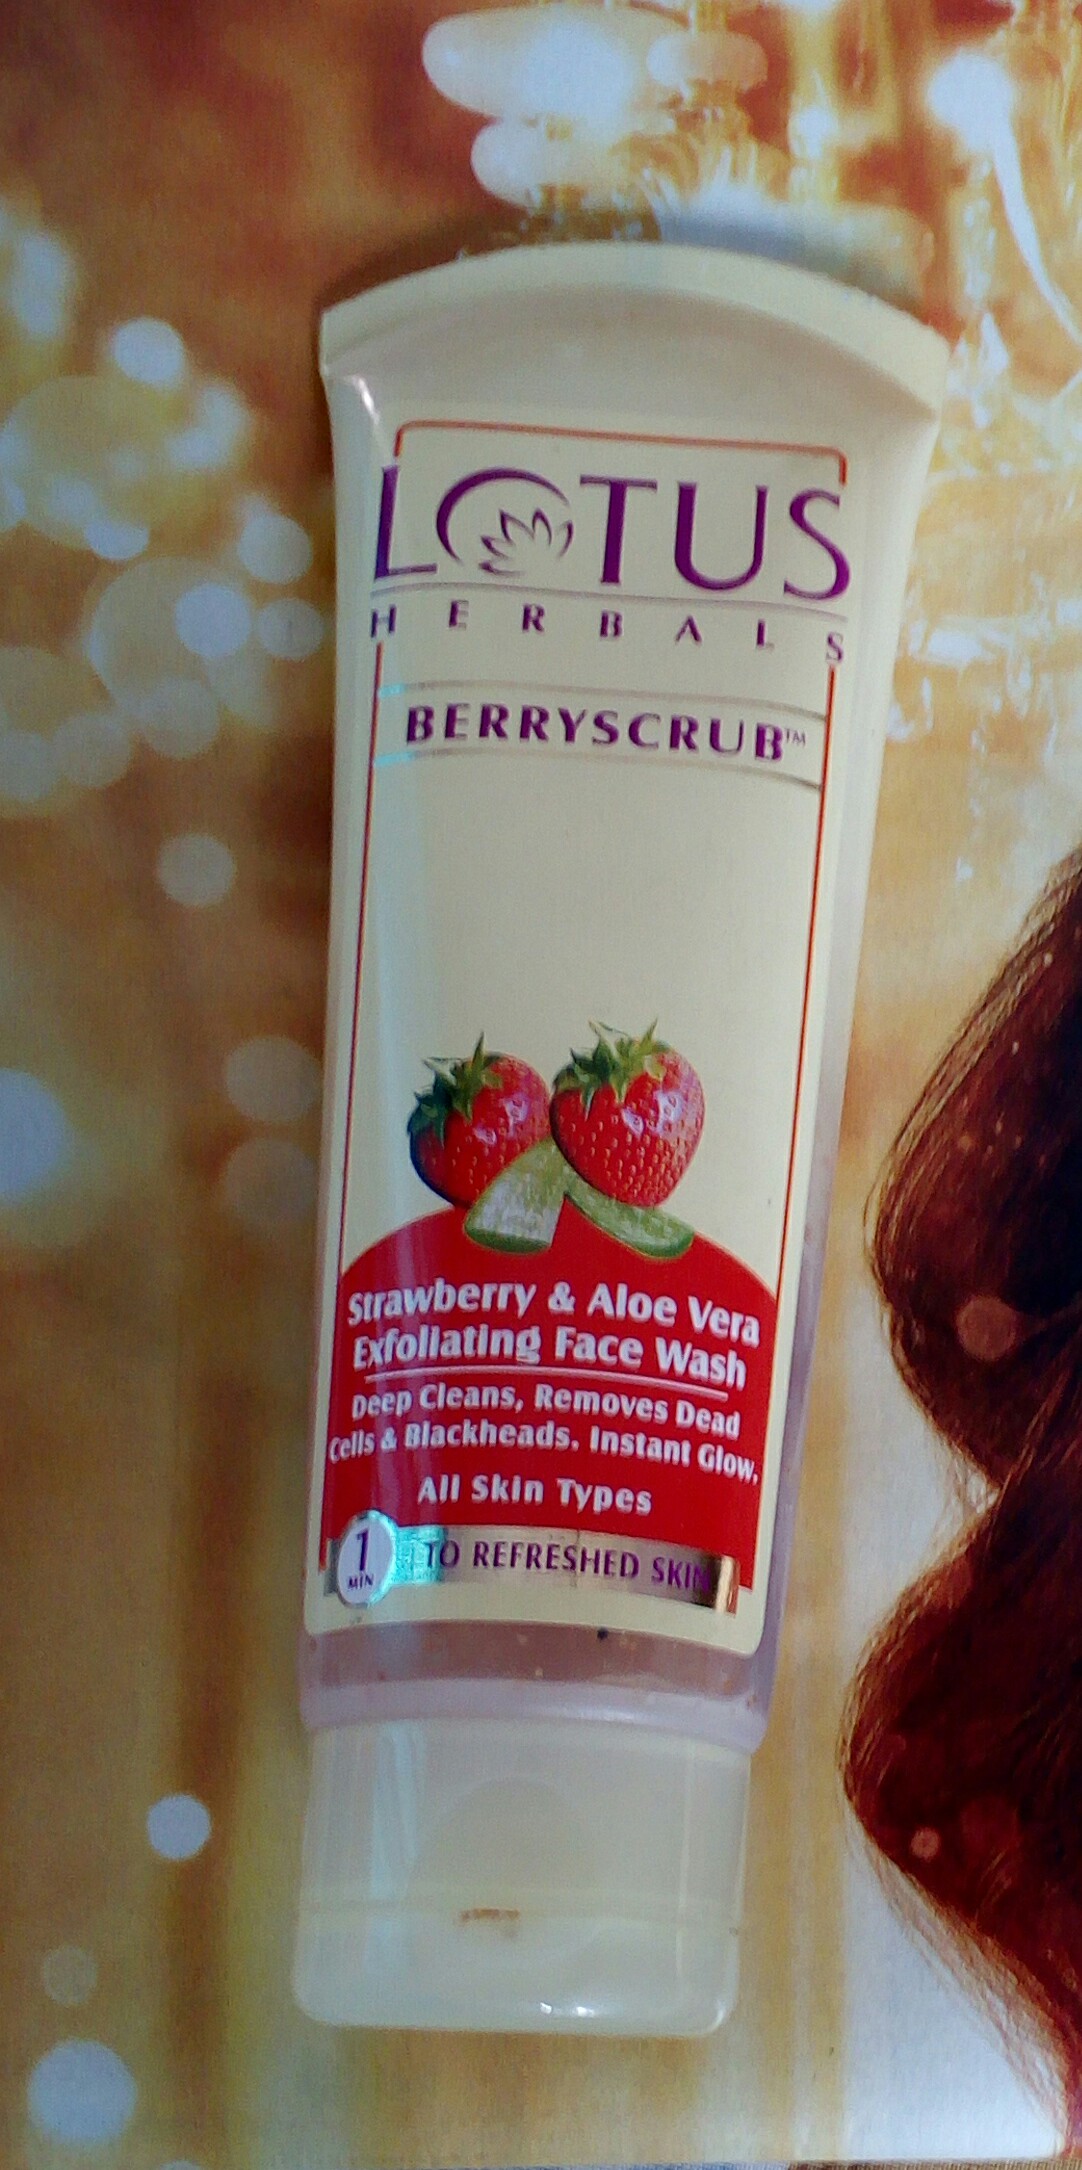 LOTUS
HERBALS
BERRYSCRUB™
Strawberry & Aloe Vera
Exfoliating Face Wash
Deep Cleans, Removes Dead
Cells & Blackheads. Instant Glow.
All Skin Types
1 MIN TO REFRESHED SKIN